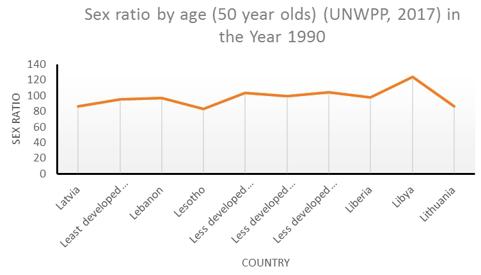 Sex ratio by age (50 year olds) (UNWPP, 2017) in
the Year 1990
140
120
100
80
60
40
20
0
SEX RATIO
Latvia
Least developed...
Lebanon
Lesotho
Less developed...
Less developed...
Less developed...
Liberia
Libya
Lithuania
COUNTRY